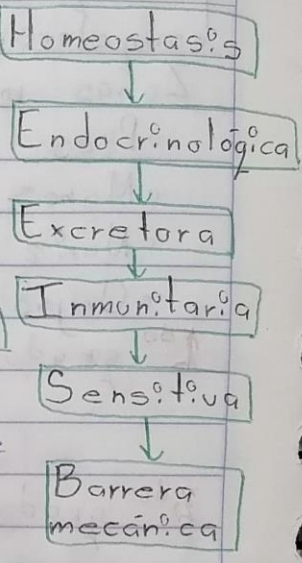 Homeostasis
Endocrinológica
Excretora
Inmunitaria
Sensitiva
Barrera
mecánica